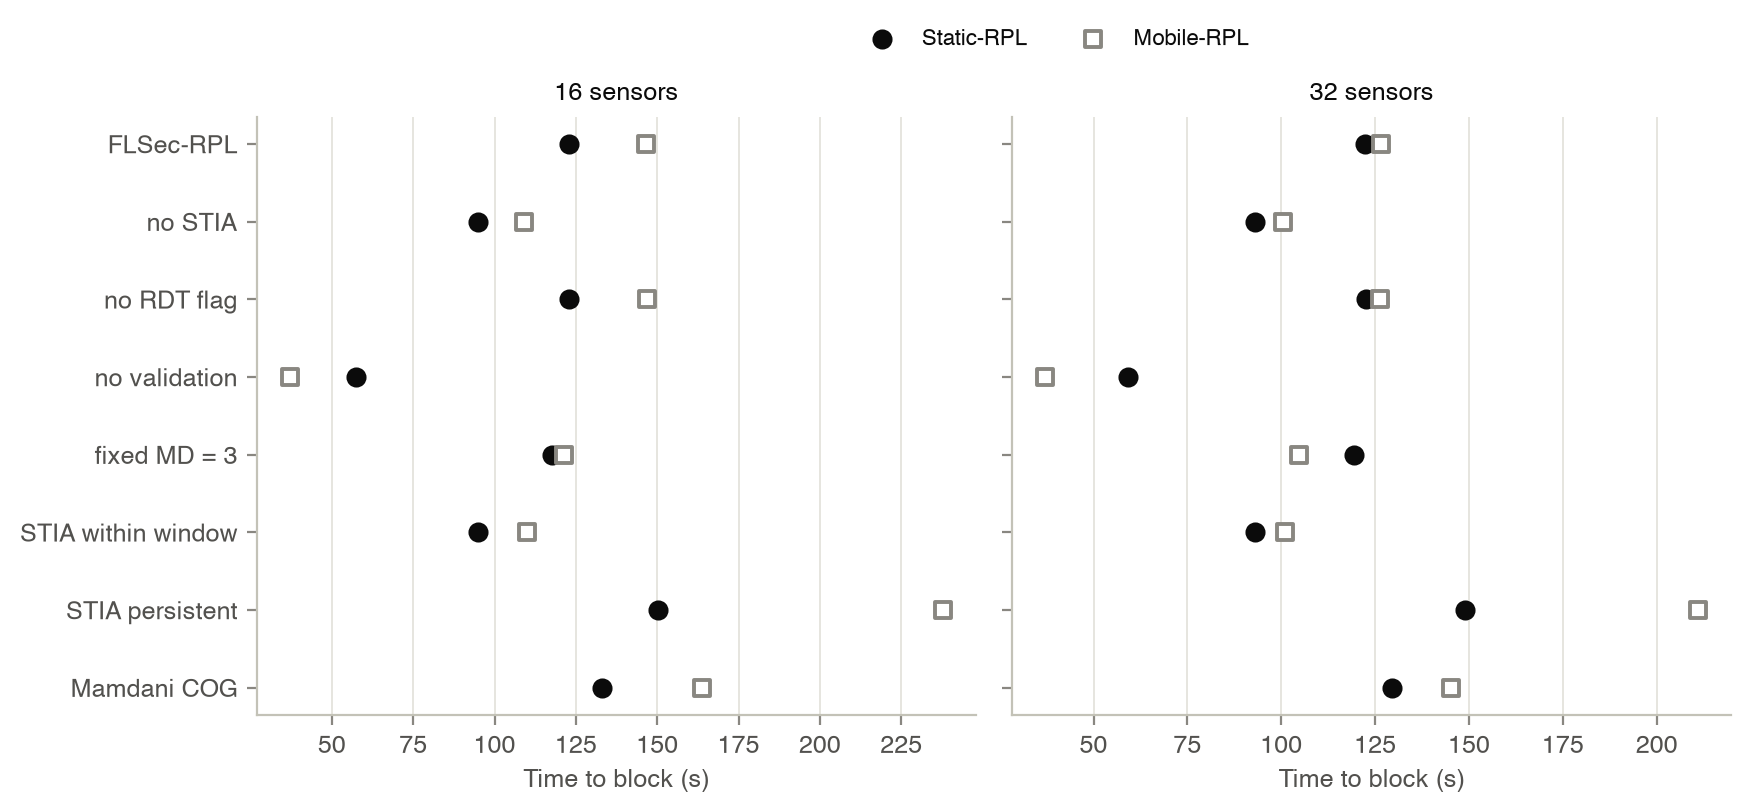 Static-RPL Mobile-RPL
16 sensors 32 sensors
FLSec-RPL
no STIA
no RDT flag
no validation
fixed MD = 3
STIA within window
STIA persistent
Mamdani COG
50 75 100 125 150 175 200 225 50 75 100 125 150 175 200
Time to block (s) Time to block (s)